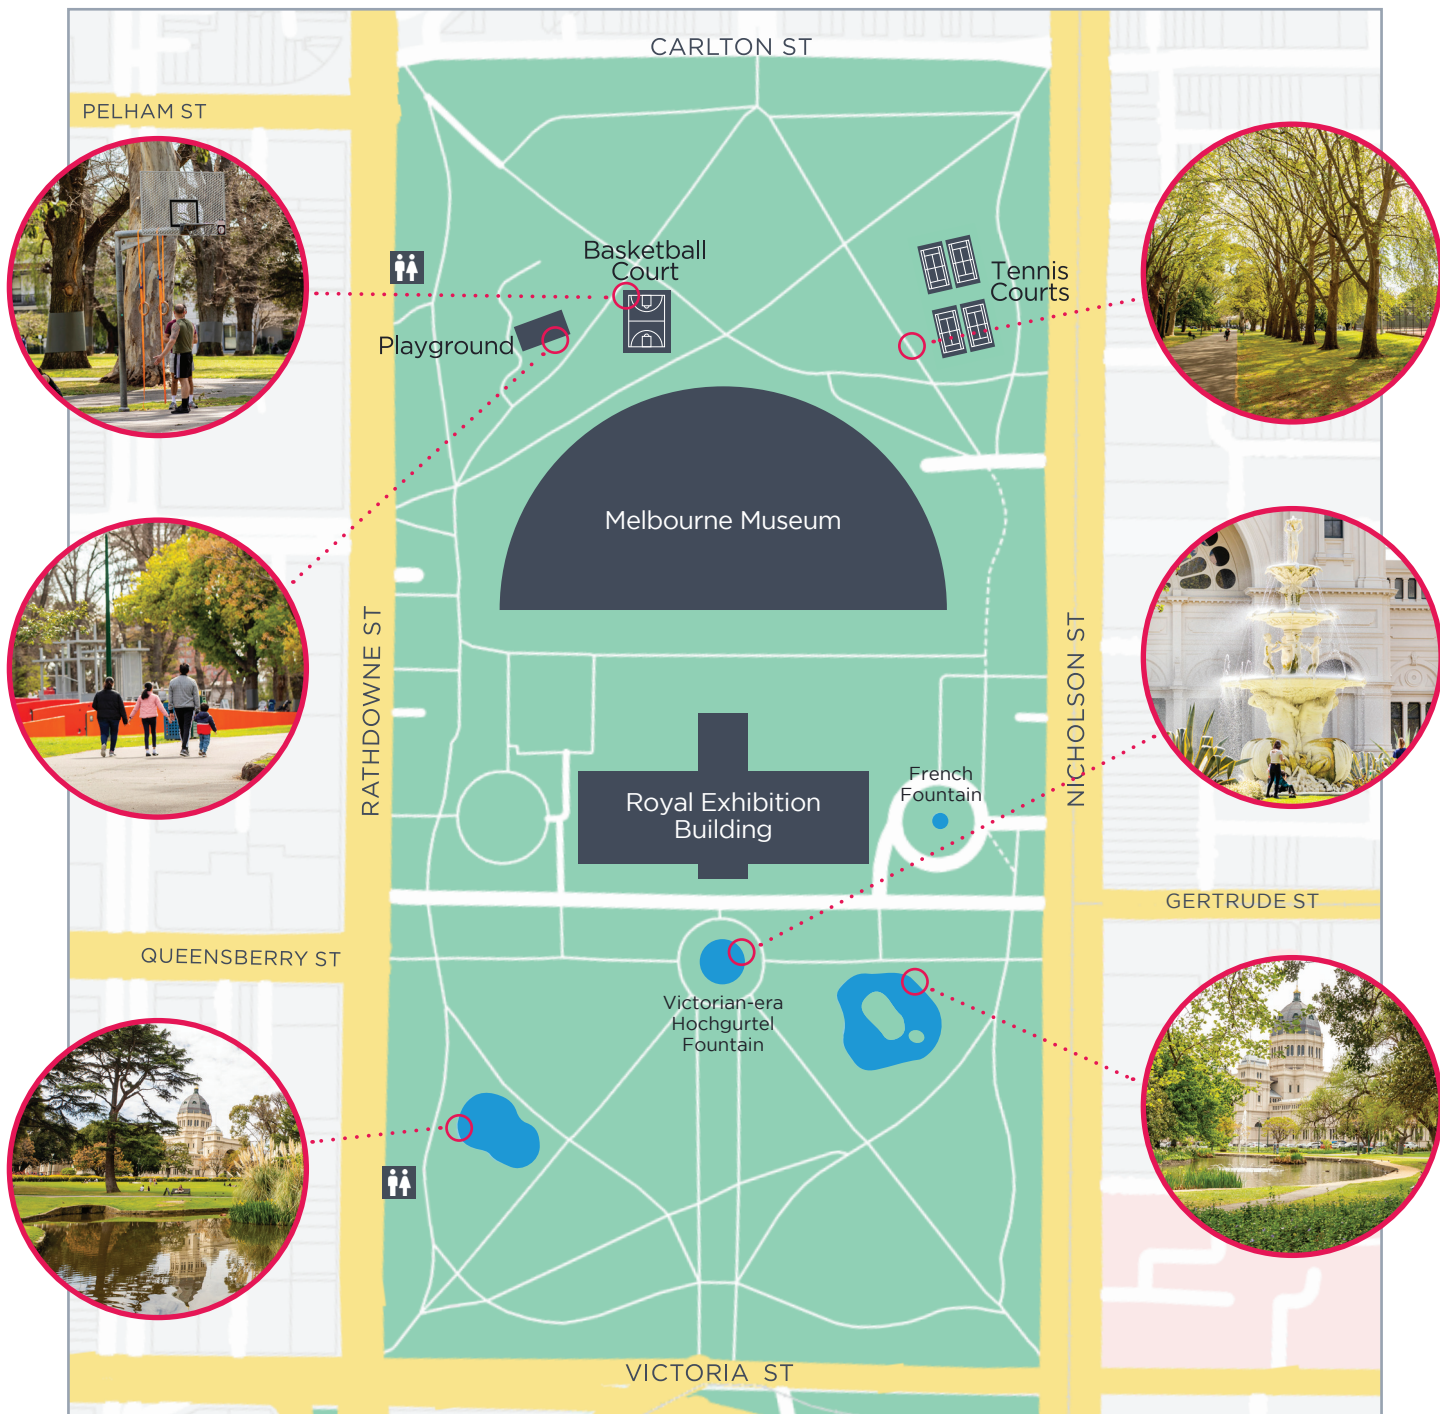 CARLTON ST
PELHAM ST
Basketball
Court
Tennis
Courts
Playground
Melbourne Museum
RATHDOWNE ST
NICHOLSON ST
French
Fountain
Royal Exhibition
Building
GERTRUDE ST
QUEENSBERRY ST
Victorian-era
Hochgurtel
Fountain
VICTORIA ST